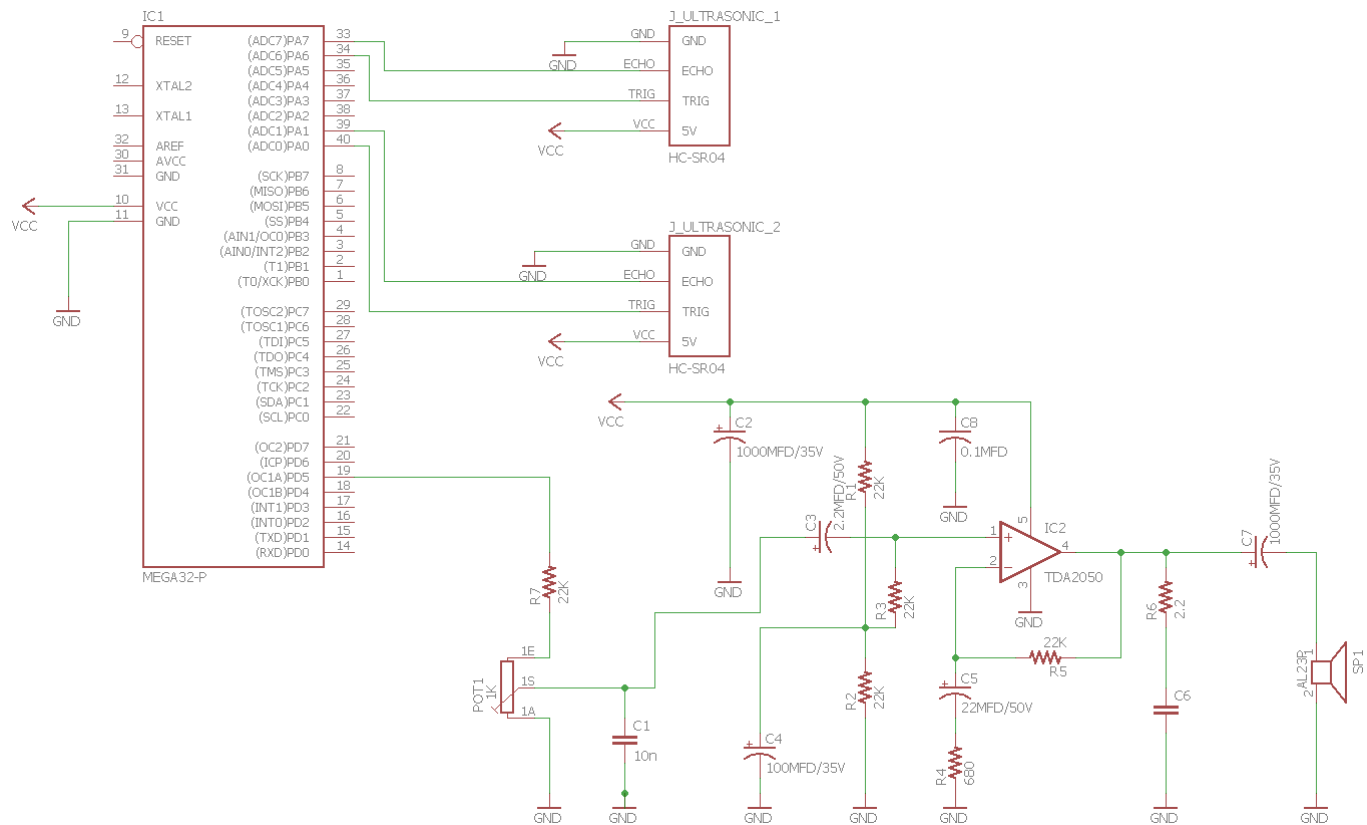 IC1
9 RESET
12 XTAL2
13 XTAL1
32 AREF
30 AVCC
31 GND
10 VCC
11 GND
VCC
GND
(ADC7)PA7 33
(ADC6)PA6 34
(ADC5)PA5 35
(ADC4)PA4 36
(ADC3)PA3 37
(ADC2)PA2 38
(ADC1)PA1 39
(ADC0)PA0 40
(SCK)PB7 8
(MISO)PB6 7
(MOSI)PB5 6
(SS)PB4 5
(AIN1/OC0)PB3 4
(AIN0/INT2)PB2 3
(T1)PB1 2
(T0/XCK)PB0 1
(TOSC2)PC7 29
(TOSC1)PC6 28
(TDI)PC5 27
(TDO)PC4 26
(TMS)PC3 25
(TCK)PC2 24
(SDA)PC1 23
(SCL)PC0 22
(OC2)PD7 21
(ICP)PD6 20
(OC1A)PD5 19
(OC1B)PD4 18
(INT1)PD3 17
(INT0)PD2 16
(TXD)PD1 15
(RXD)PD0 14
MEGA32-P
J_ULTRASONIC_1
GND GND
GND
ECHO ECHO
TRIG TRIG
VCC 5V
VCC
HC-SR04
J_ULTRASONIC_2
GND GND
GND
ECHO ECHO
TRIG TRIG
VCC 5V
VCC
HC-SR04
VCC
C2
1000MFD/35V
GND
R1
22K
C8
0.1MFD
GND
C3
2.2MFD/50V
R3
22K
R2
22K
GND
C4
100MFD/35V
GND
1
2
3
4
5
IC2
TDA2050
GND
22K
R5
C5
22MFD/50V
R4
680
GND
R6
2.2
C6
GND
C7
1000MFD/35V
1
2
AL23P
SP1
GND
R7
22K
POT1
1K
1E
1S
1A
GND
C1
10n
GND